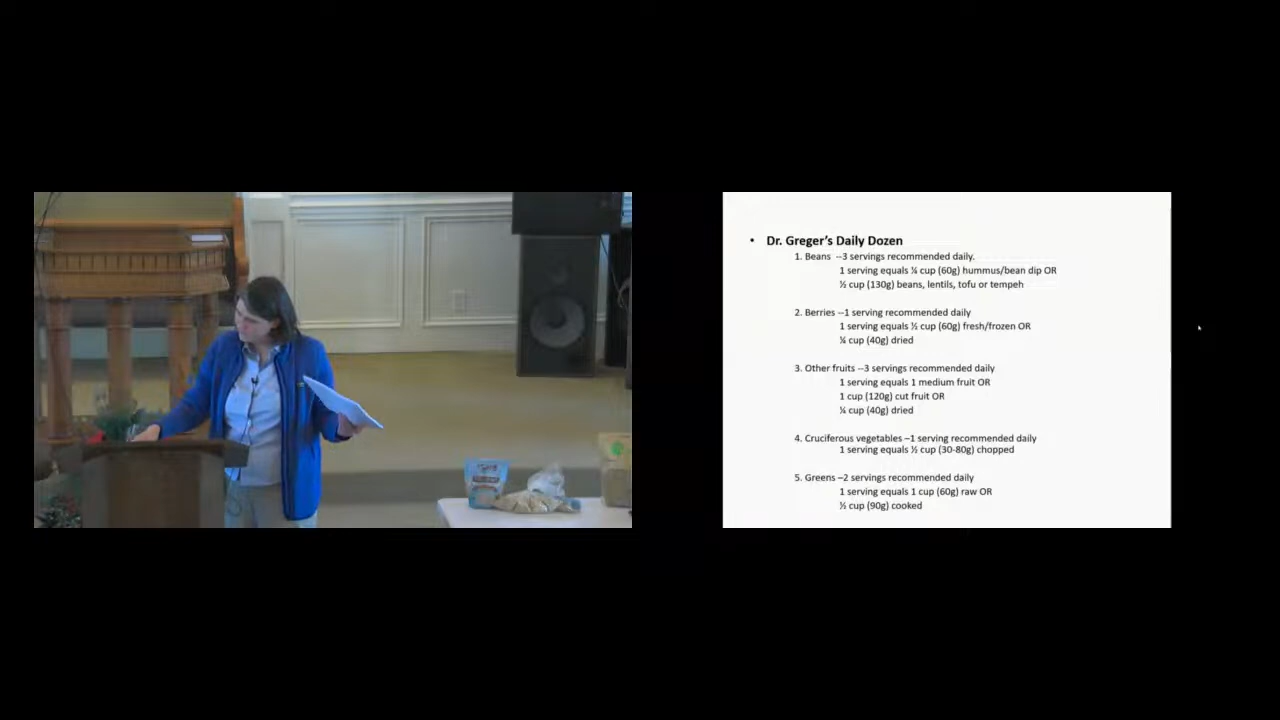 • Dr. Greger's Daily Dozen
1. Beans --3 servings recommended daily.
1 serving equals ¼ cup (60g) hummus/bean dip OR
½ cup (130g) beans, lentils, tofu or tempeh
2. Berries --1 serving recommended daily
1 serving equals ½ cup (60g) fresh/frozen OR
¼ cup (40g) dried
3. Other fruits --3 servings recommended daily
1 serving equals 1 medium fruit OR
1 cup (120g) cut fruit OR
¼ cup (40g) dried
4. Cruciferous vegetables –1 serving recommended daily
1 serving equals ½ cup (30-80g) chopped
5. Greens –2 servings recommended daily
1 serving equals 1 cup (60g) raw OR
½ cup (90g) cooked